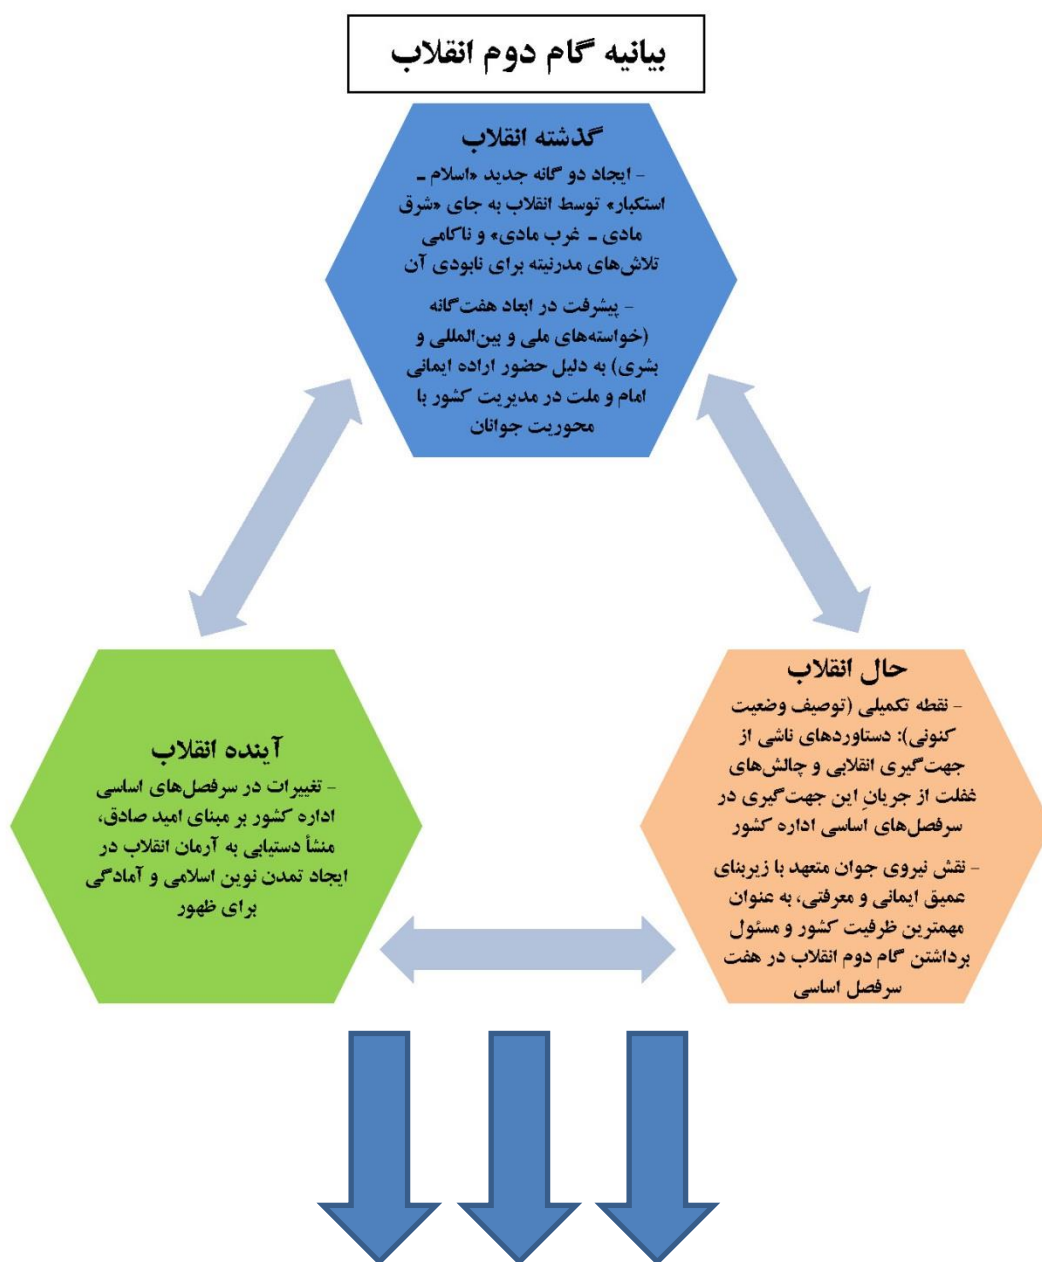 بیانیه گام دوم انقلاب
گذشته انقلاب
- ایجاد دو گانه جدید «اسلام ـ
استکبار» توسط انقلاب به جای «شرق
مادی ـ غرب مادی» و ناکامی
تلاش‌های مدرنیته برای نابودی آن
- پیشرفت در ابعاد هفت‌گانه
(خواسته‌های ملی و بین‌المللی و
بشری) به دلیل حضور اراده ایمانی
امام و ملت در مدیریت کشور با
محوریت جوانان
حال انقلاب
- نقطه تکمیلی (توصیف وضعیت
کنونی): دستاوردهای ناشی از
جهت‌گیری انقلابی و چالش‌های
غفلت از جریانِ این جهت‌گیری در
سرفصل‌های اساسی اداره کشور
- نقش نیروی جوان متعهد با زیربنای
عمیق ایمانی و معرفتی، به عنوان
مهمترین ظرفیت کشور و مسئول
برداشتن گام دوم انقلاب در هفت
سرفصل اساسی
آینده انقلاب
- تغییرات در سرفصل‌های اساسی
اداره کشور بر مبنای امید صادق،
منشأ دستیابی به آرمان انقلاب در
ایجاد تمدن نوین اسلامی و آمادگی
برای ظهور